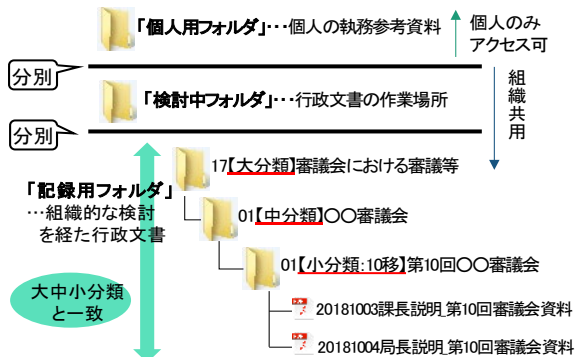 「個人用フォルダ」･･･個人の執務参考資料
個人のみ
アクセス可
分別
「検討中フォルダ」･･･行政文書の作業場所
組織共用
分別
17【大分類】審議会における審議等
「記録用フォルダ」
…組織的な検討
を経た行政文書
01【中分類】〇〇審議会
01【小分類:10移】第10回〇〇審議会
大中小分類
と一致
20181003課長説明_第10回審議会資料
20181004局長説明_第10回審議会資料